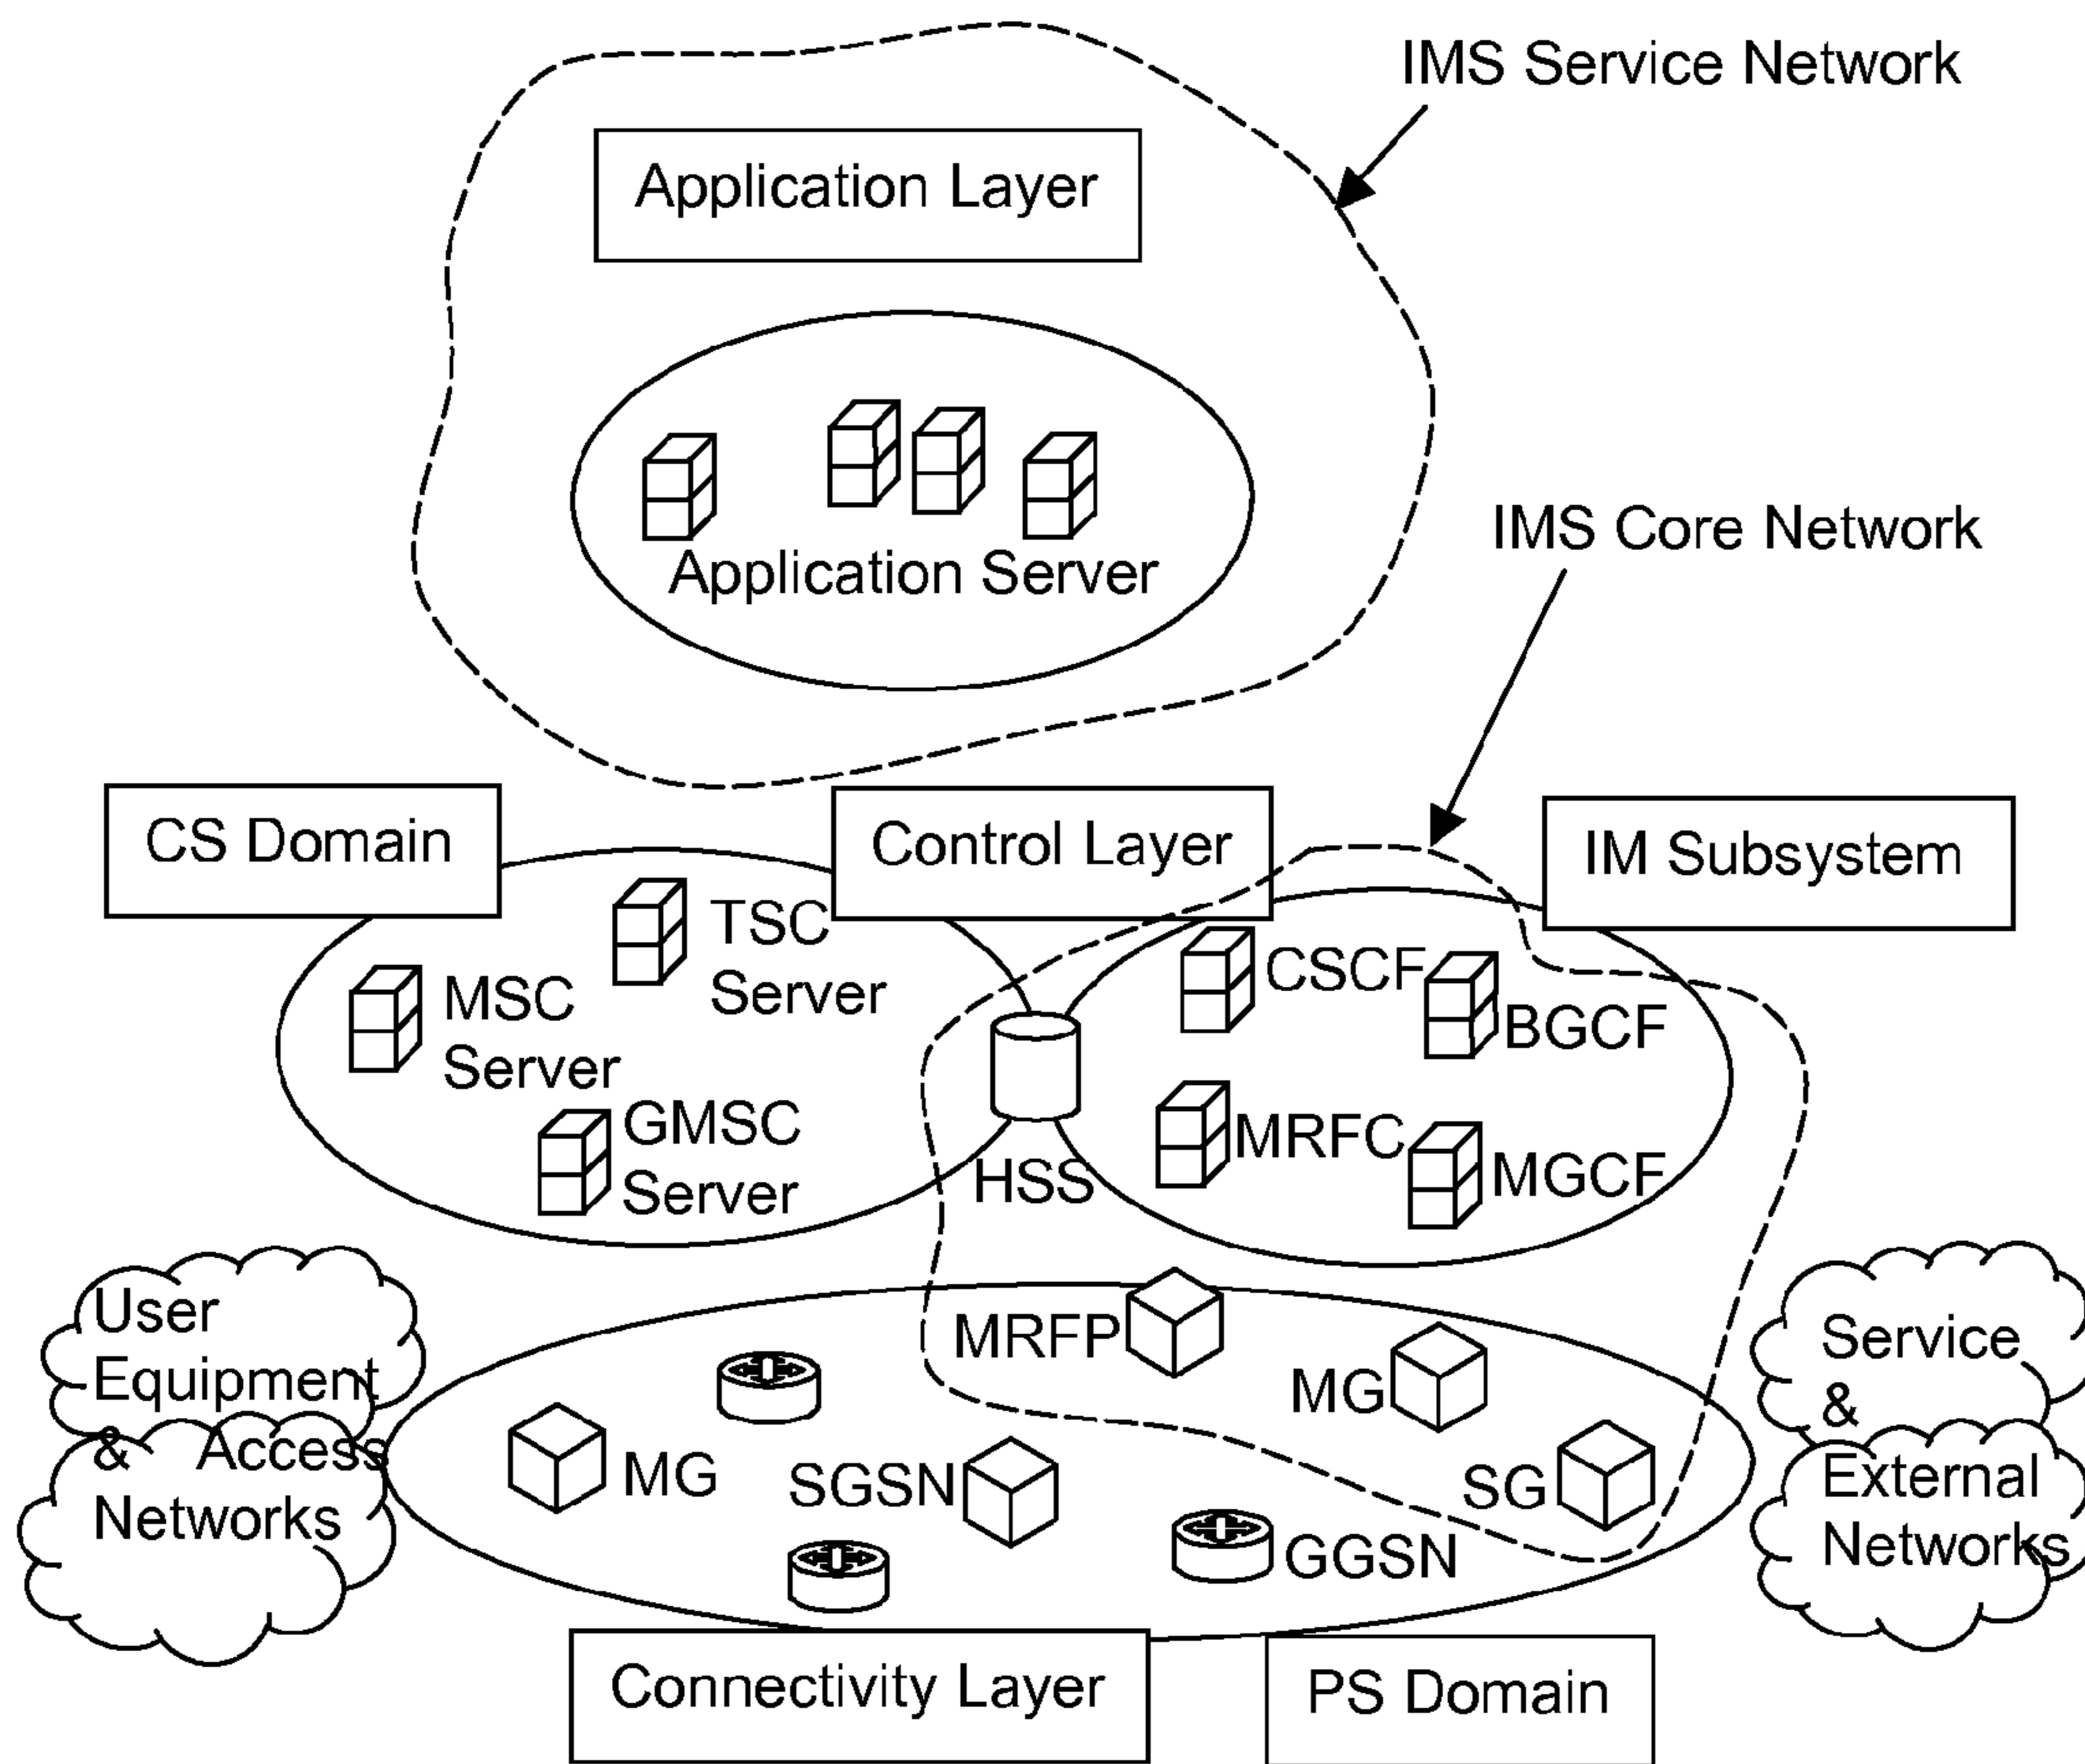 IMS Service Network
Application Layer
IMS Core Network
Application Server
CS Domain
Control Layer
IM Subsystem
TSC
Server
CSCF
MSC
Server
BGCF
GMSC
Server
MRFC
HSS
MGCF
User
Equipment
& Access
Networks
MRFP
MG
Service
&
External
Networks
MG
SGSN
SG
GGSN
Connectivity Layer
PS Domain